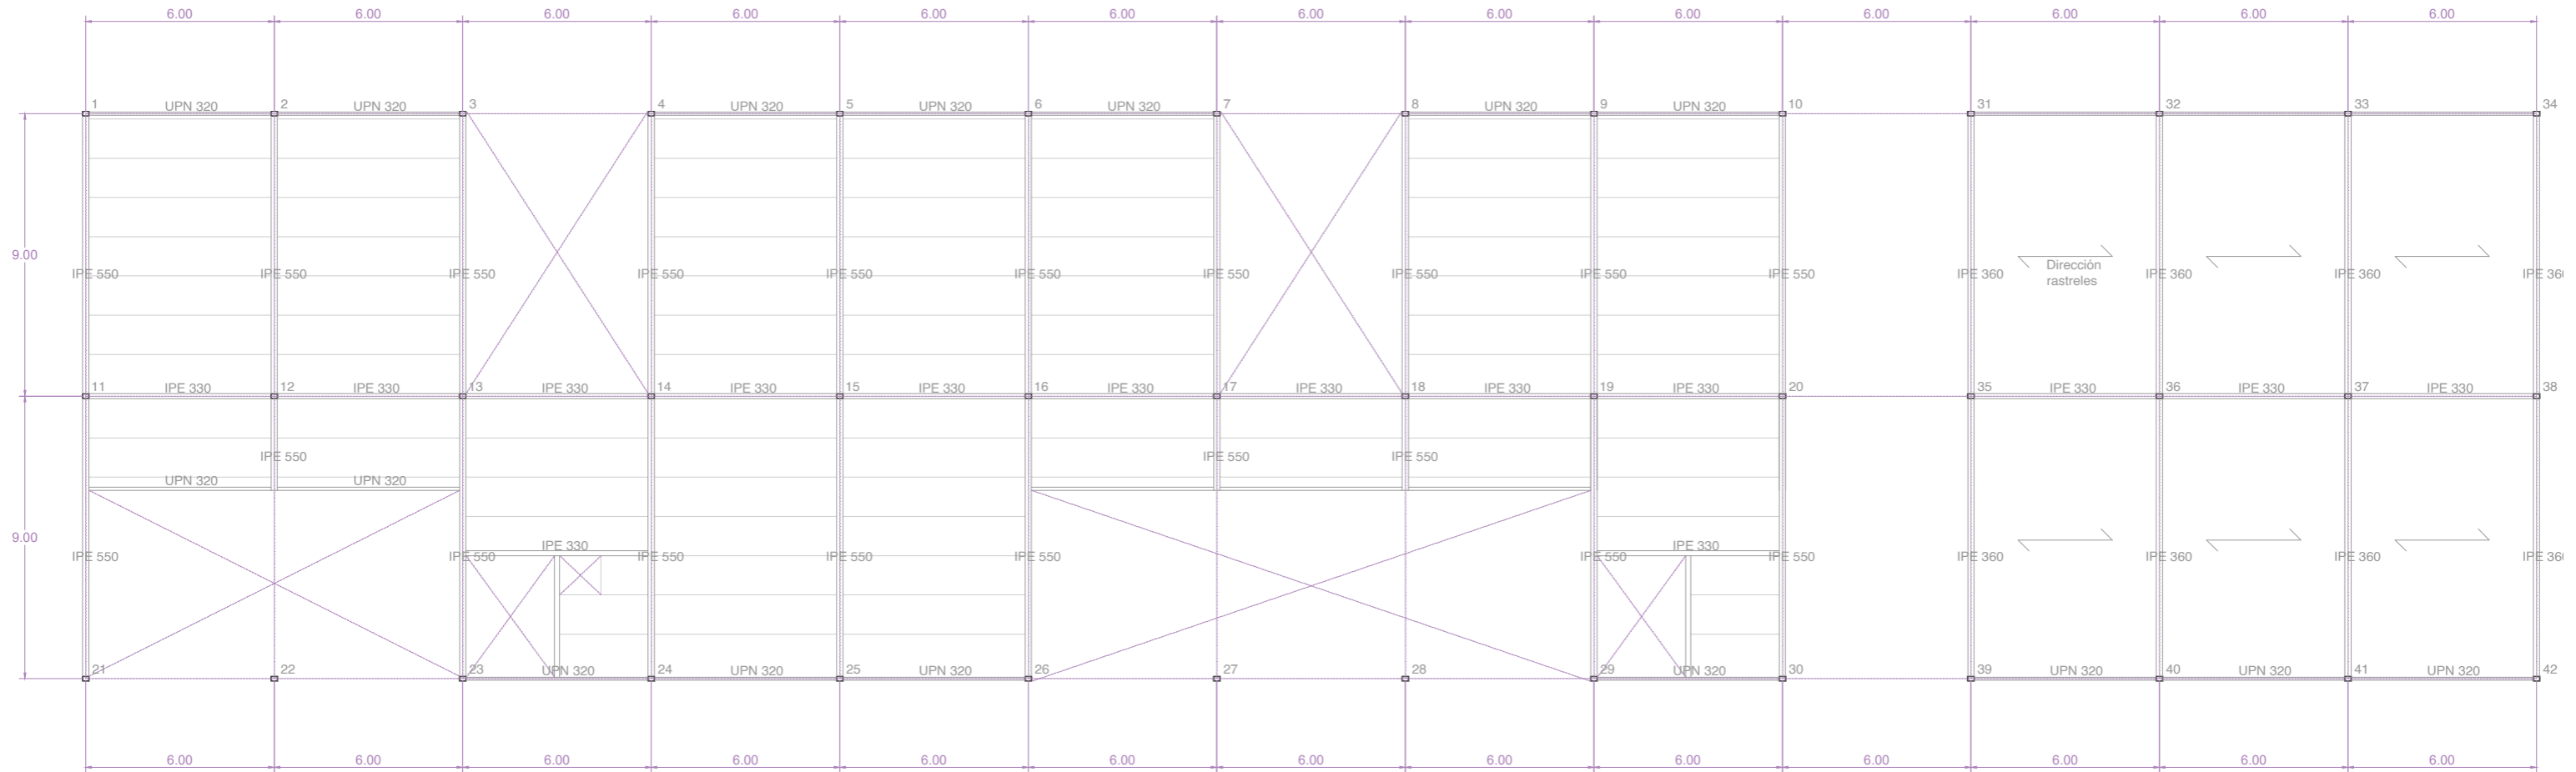 6.00 6.00 6.00 6.00 6.00 6.00 6.00 6.00 6.00 6.00 6.00 6.00 6.00
1 UPN 320 2 UPN 320 3 4 UPN 320 5 UPN 320 6 UPN 320 7 8 UPN 320 9 UPN 320 10 31 32 33 34
9.00
IPE 550 IPE 550 IPE 550 IPE 550 IPE 550 IPE 550 IPE 550 IPE 550 IPE 550 IPE 550 IPE 360 IPE 360 IPE 360 IPE 36
Dirección
rastreles
11 IPE 330 12 IPE 330 13 IPE 330 14 IPE 330 15 IPE 330 16 IPE 330 17 IPE 330 18 IPE 330 19 IPE 330 20 35 IPE 330 36 IPE 330 37 IPE 330 38
IPE 550 IPE 550 IPE 550
UPN 320 UPN 320
9.00
IPE 330 IPE 330
IPE 550 IPE 550 IPE 550 IPE 550 IPE 550 IPE 550 IPE 360 IPE 360 IPE 360 IPE 36
21 22 23 UPN 320 24 UPN 320 25 UPN 320 26 27 28 29 UPN 320 30 39 UPN 320 40 UPN 320 41 UPN 320 42
6.00 6.00 6.00 6.00 6.00 6.00 6.00 6.00 6.00 6.00 6.00 6.00 6.00